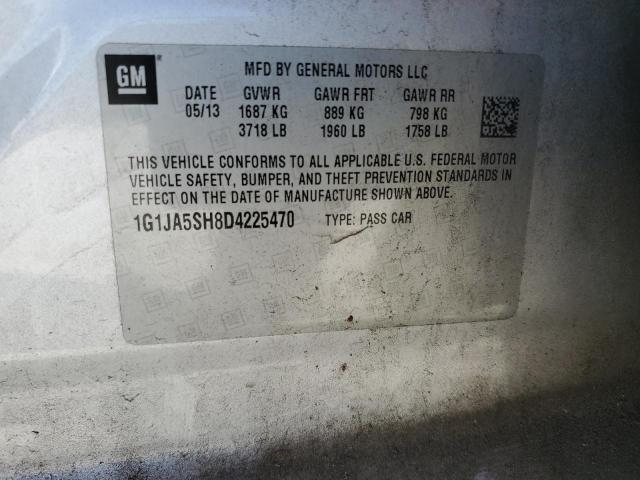 GM
MFD BY GENERAL MOTORS LLC
DATE GVWR GAWR FRT GAWR RR
05/13 1687 KG 889 KG 798 KG
3718 LB 1960 LB 1758 LB
THIS VEHICLE CONFORMS TO ALL APPLICABLE U.S. FEDERAL MOTOR
VEHICLE SAFETY, BUMPER, AND THEFT PREVENTION STANDARDS IN
EFFECT ON THE DATE OF MANUFACTURE SHOWN ABOVE.
1G1JA5SH8D4225470 TYPE: PASS CAR